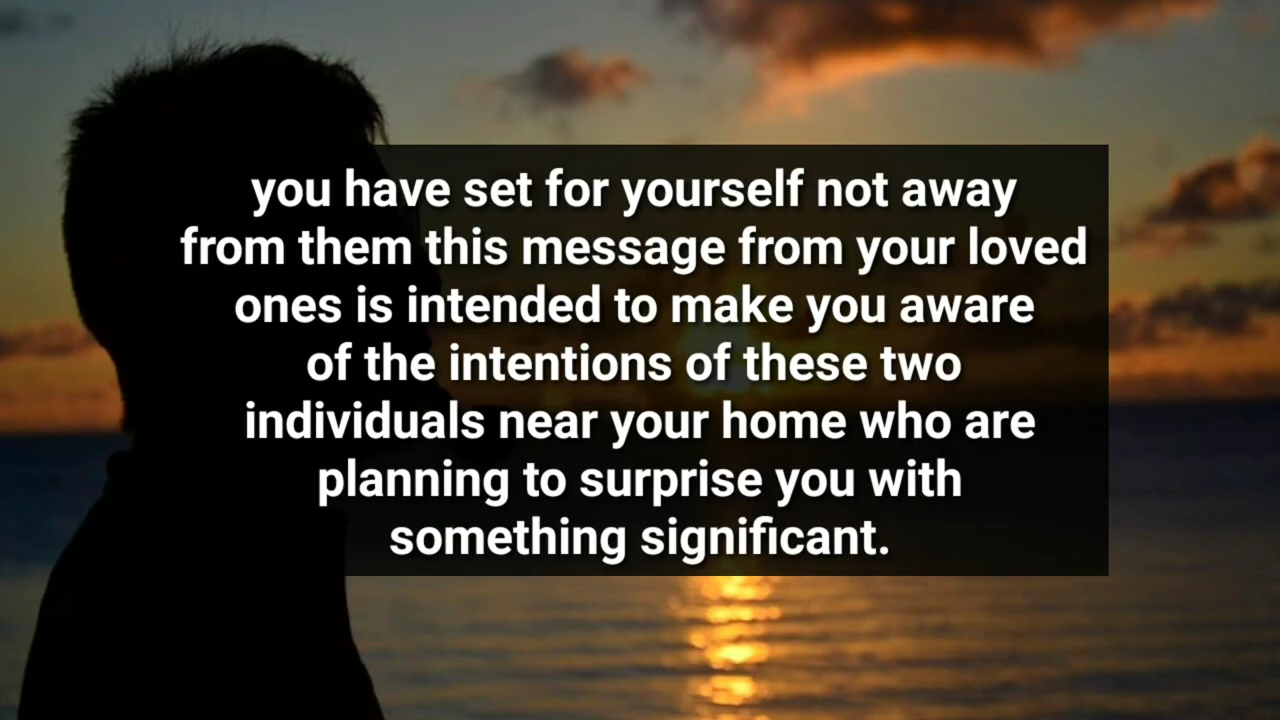 you have set for yourself not away
from them this message from your loved
ones is intended to make you aware
of the intentions of these two
individuals near your home who are
planning to surprise you with
something significant.